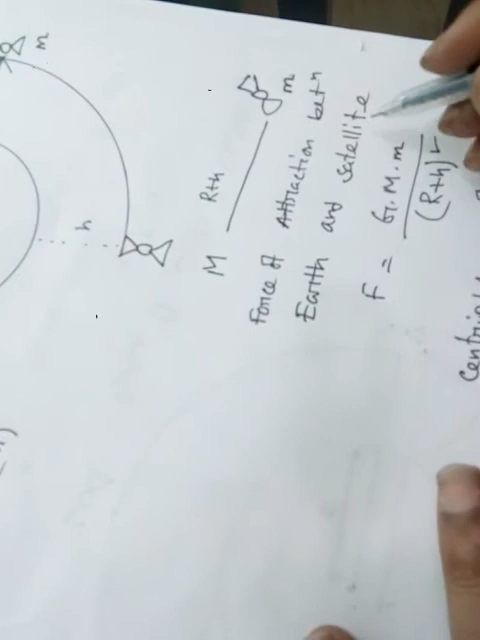 m
h
M R+h m
Force of Attraction betn
Earth and satellite
F = G.M.m
(R+h)²